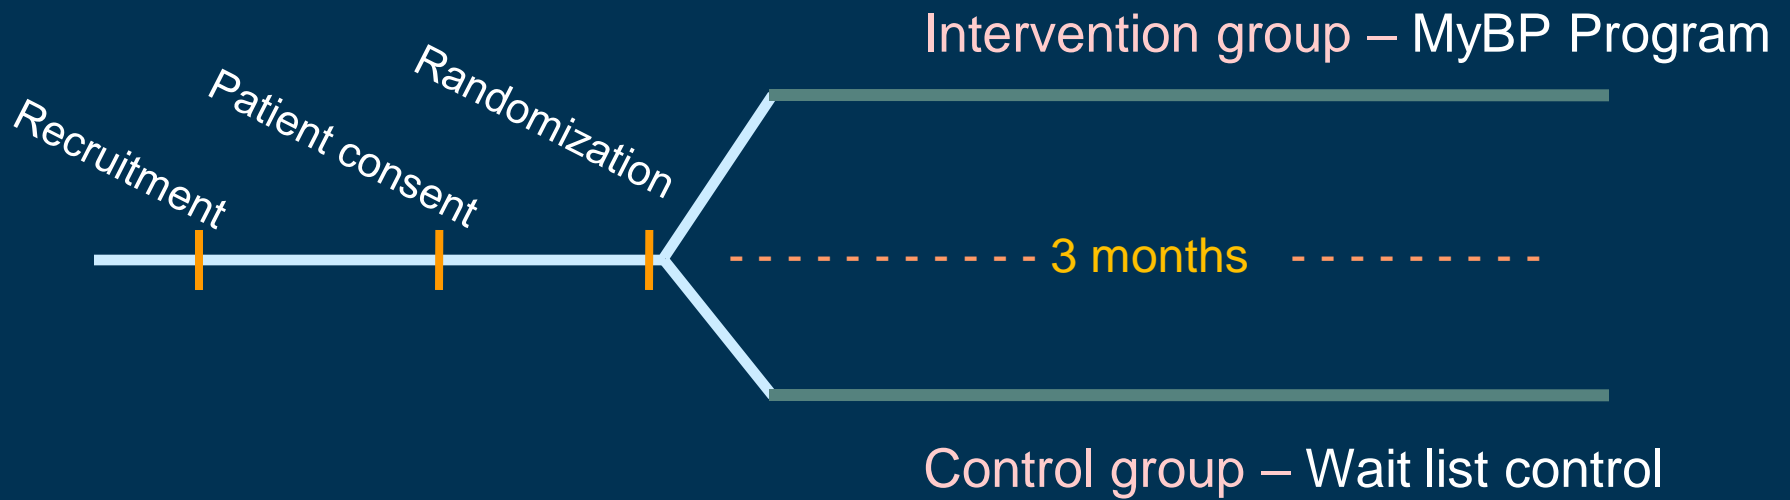 Intervention group – MyBP Program
Recruitment
Patient consent
Randomization
3 months
Control group – Wait list control